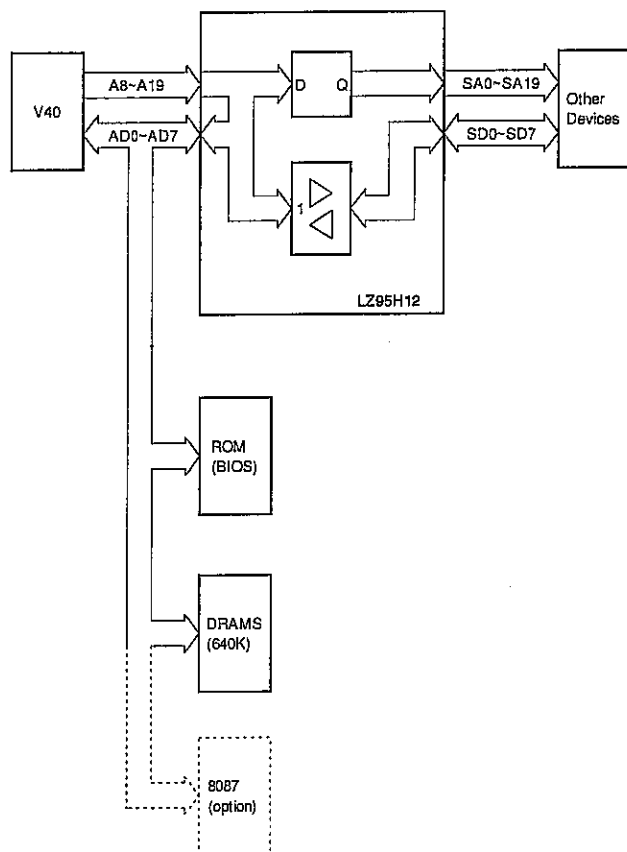 V40
A8~A19
AD0~AD7
D
Q
1
LZ95H12
SA0~SA19
SD0~SD7
Other
Devices
ROM
(BIOS)
DRAMS
(640K)
8087
(option)